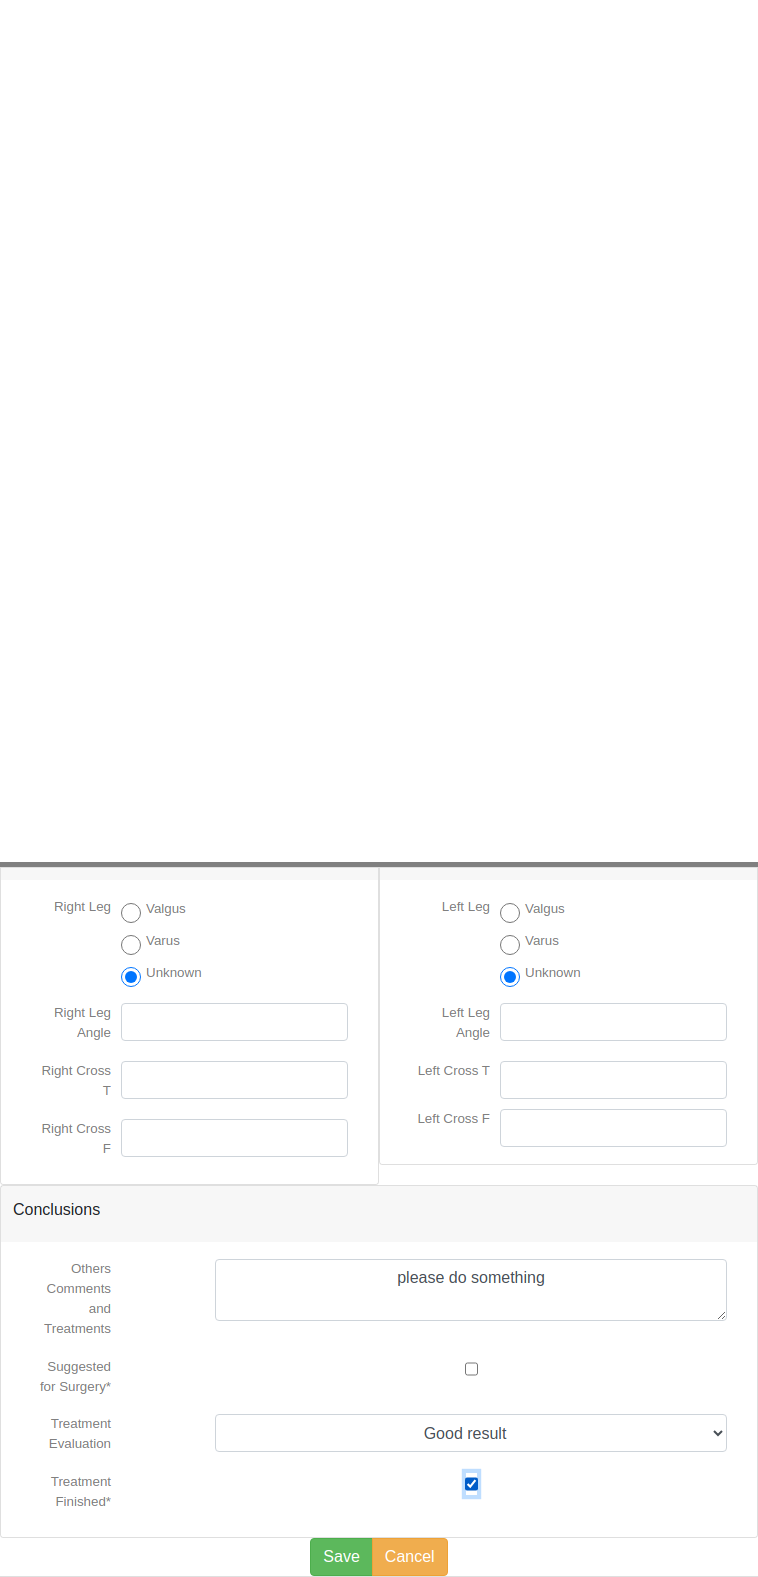 Right Leg
Valgus
Varus
Unknown
Right Leg
Angle
Right Cross
T
Right Cross
F
Left Leg
Valgus
Varus
Unknown
Left Leg
Angle
Left Cross T
Left Cross F
Conclusions
Others
Comments
and
Treatments
please do something
Suggested
for Surgery*
Treatment
Evaluation
Good result
Treatment
Finished*
Save Cancel